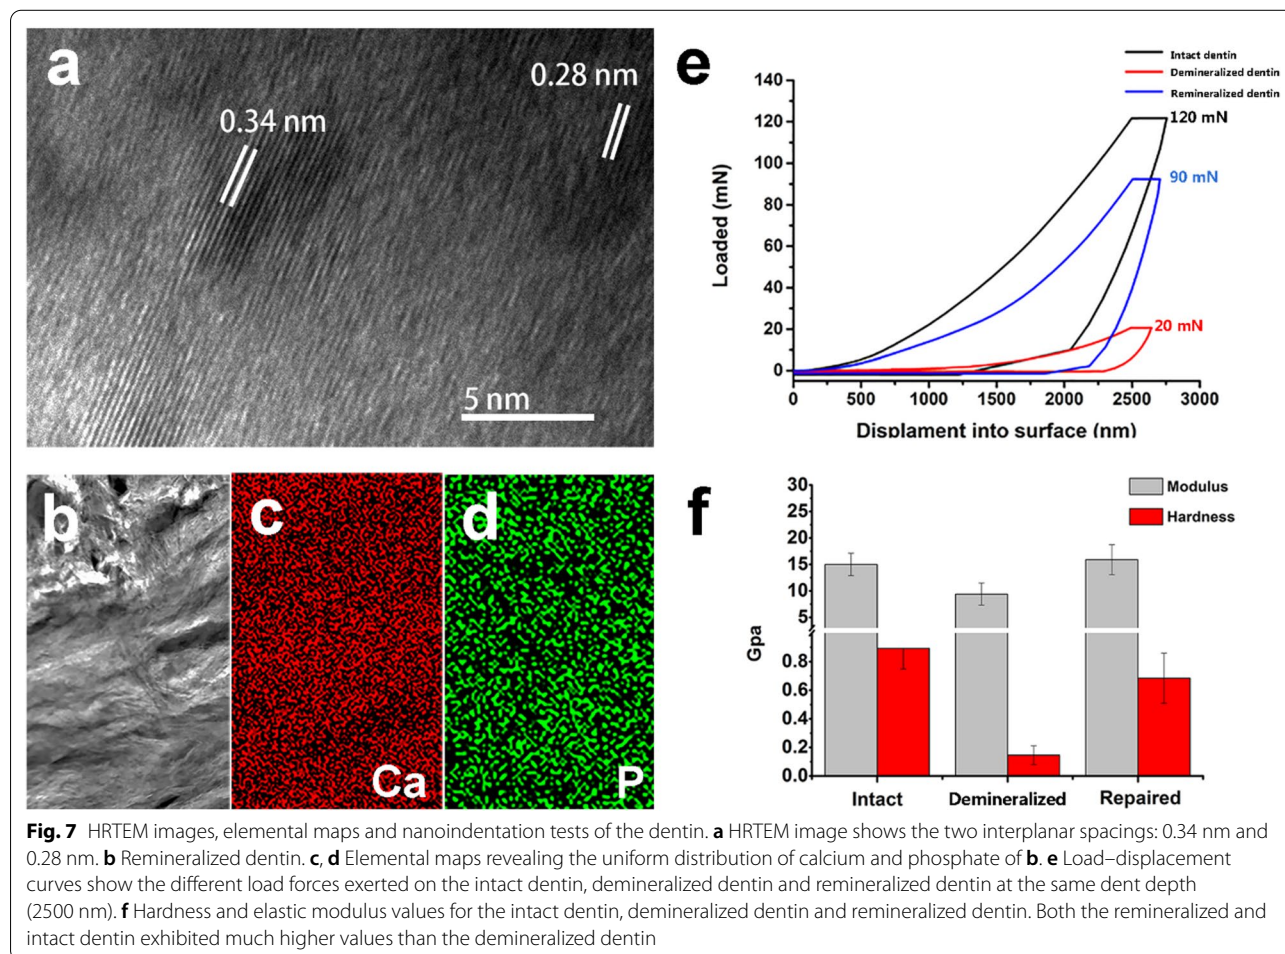 a
0.34 nm
0.28 nm
5 nm
e
Intact dentin
Demineralized dentin
Remineralized dentin
140
120
100
80
60
40
20
0
Loaded (mN)
120 mN
90 mN
20 mN
0
500
1000
1500
2000
2500
3000
Displament into surface (nm)
b
c
Ca
d
P
f
Modulus
Hardness
30
25
20
15
10
5
0.8
0.6
0.4
0.2
0.0
Gpa
Intact
Demineralized
Repaired
Fig. 7 HRTEM images, elemental maps and nanoindentation tests of the dentin. a HRTEM image shows the two interplanar spacings: 0.34 nm and
0.28 nm. b Remineralized dentin. c, d Elemental maps revealing the uniform distribution of calcium and phosphate of b. e Load–displacement
curves show the different load forces exerted on the intact dentin, demineralized dentin and remineralized dentin at the same dent depth
(2500 nm). f Hardness and elastic modulus values for the intact dentin, demineralized dentin and remineralized dentin. Both the remineralized and
intact dentin exhibited much higher values than the demineralized dentin